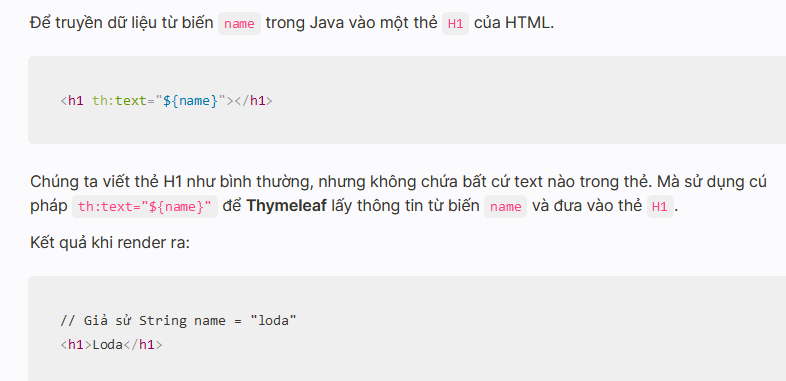 Để truyền dữ liệu từ biến name trong Java vào một thẻ H1 của HTML.
<h1 th:text="${name}"></h1>
Chúng ta viết thẻ H1 như bình thường, nhưng không chứa bất cứ text nào trong thẻ. Mà sử dụng cú
pháp th:text="${name}" để Thymeleaf lấy thông tin từ biến name và đưa vào thẻ H1.
Kết quả khi render ra:
// Giả sử String name = "loda"
<h1>Loda</h1>